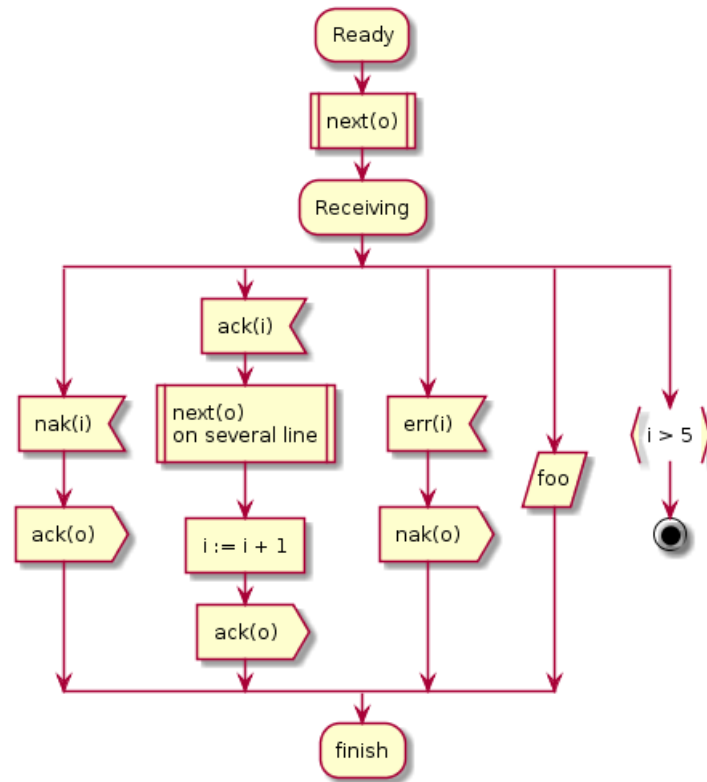 Ready
next(o)
Receiving
nak(i)
ack(o)
ack(i)
next(o)
on several line
i := i + 1
ack(o)
err(i)
nak(o)
foo
i > 5
finish